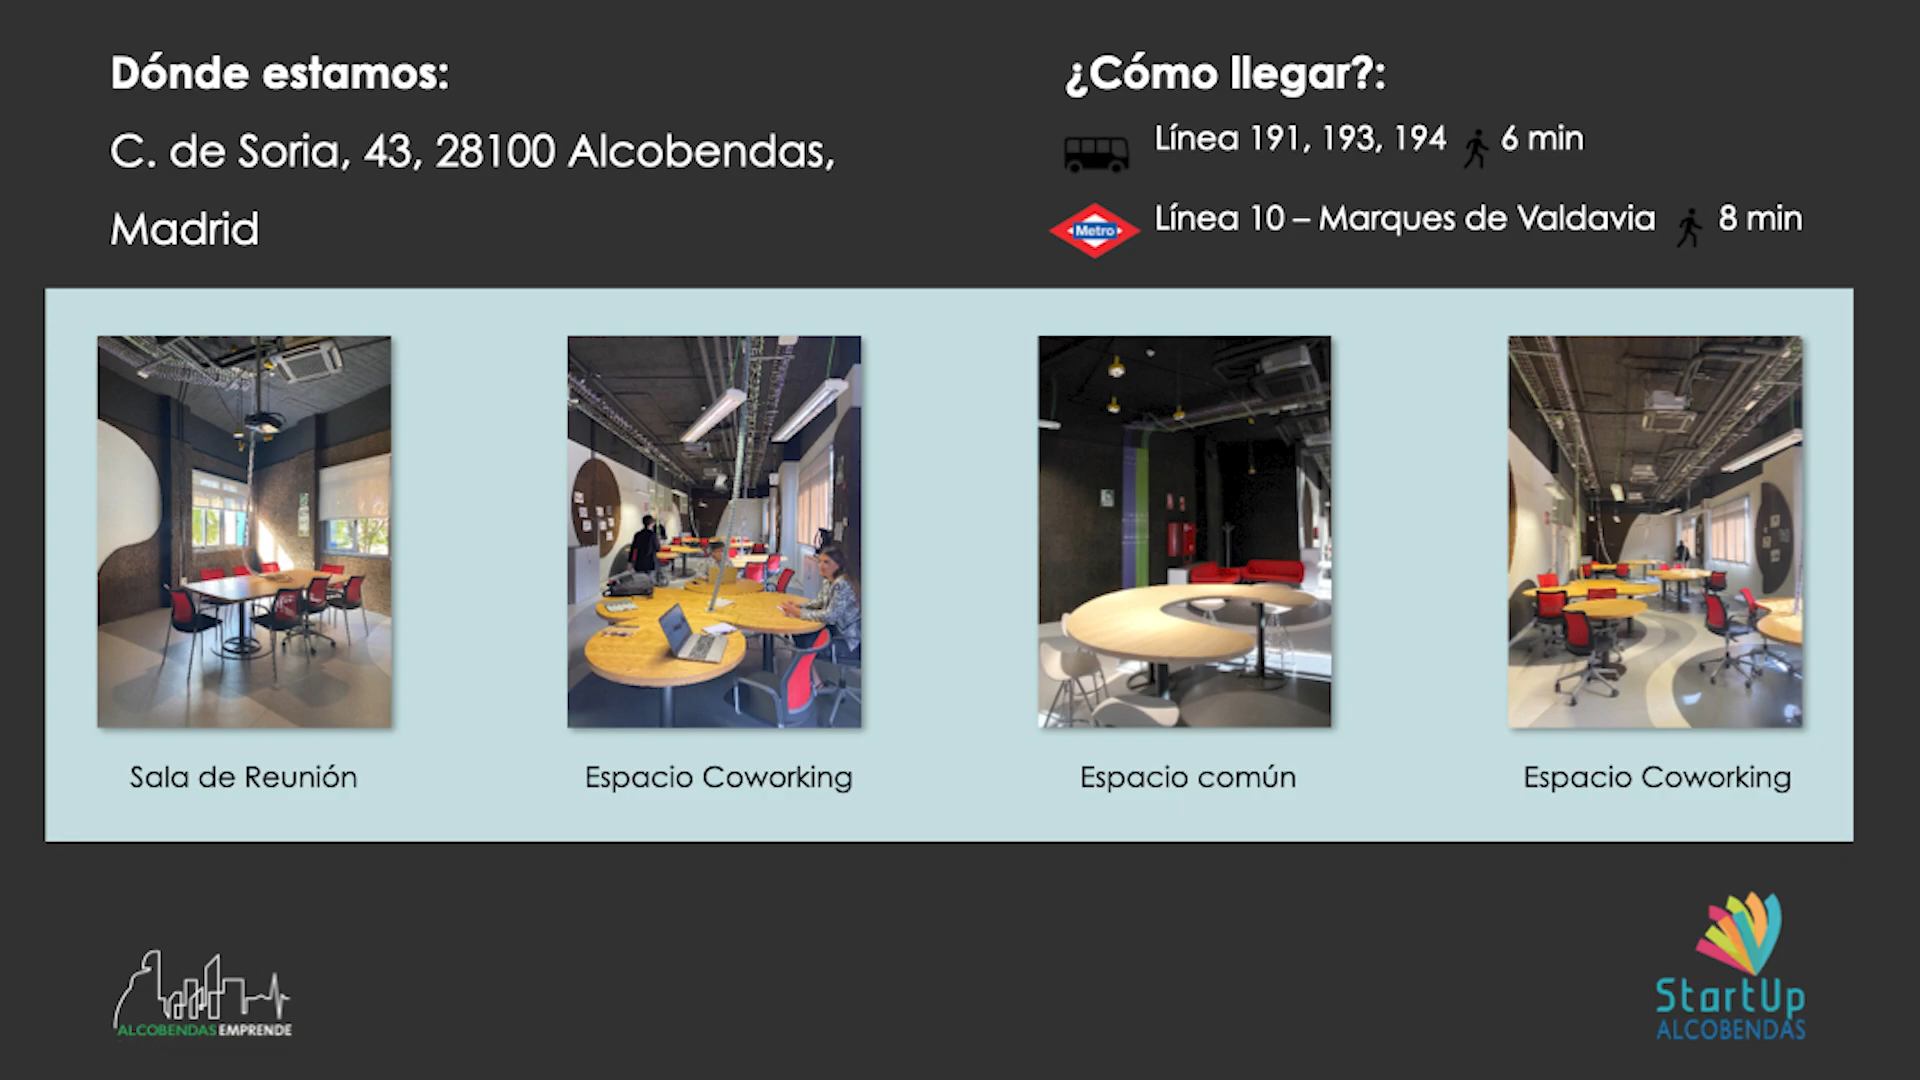 Dónde estamos:
C. de Soria, 43, 28100 Alcobendas,
Madrid
¿Cómo llegar?:
Línea 191, 193, 194 6 min
Metro
Línea 10 – Marques de Valdavia 8 min
Sala de Reunión
Espacio Coworking
Espacio común
Espacio Coworking
ALCOBENDAS EMPRENDE
StartUp
ALCOBENDAS